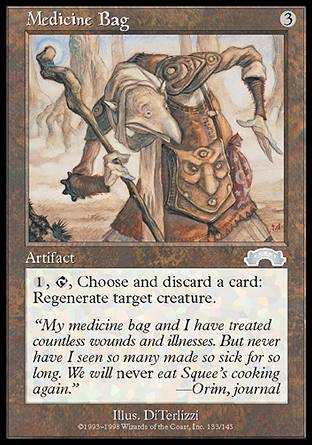 Medicine Bag 3
Artifact
1, , Choose and discard a card:
Regenerate target creature.
“My medicine bag and I have treated
countless wounds and illnesses. But never
have I seen so many made so sick for so
long. We will never eat Squee's cooking
again.” —Orim, journal
Illus. DiTerlizzi
©1993–1998 Wizards of the Coast, Inc. 133/143